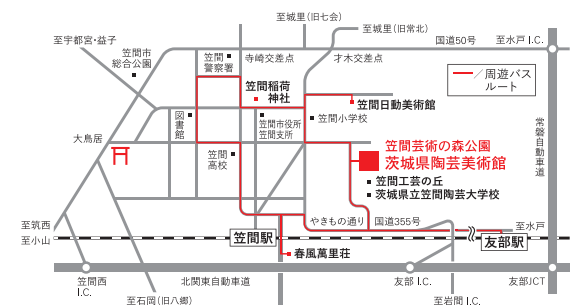 至城里(旧七会)
至城里(旧常北)
至宇都宮・益子
国道50号
至水戸 I.C.
笠間市
総合公園
笠間
警察署
寺崎交差点
才木交差点
周遊バス
ルート
笠間稲荷
神社
笠間日動美術館
図書館
笠間市役所
笠間支所
笠間小学校
常磐自動車道
大鳥居
笠間
高校
笠間芸術の森公園
茨城県陶芸美術館
笠間工芸の丘
茨城県立笠間陶芸大学校
至筑西
至小山
やきもの通り
国道355号
至水戸
笠間駅
友部駅
春風萬里荘
笠間西
I.C.
北関東自動車道
友部 I.C.
友部JCT
至石岡(旧八郷)
至岩間 I.C.